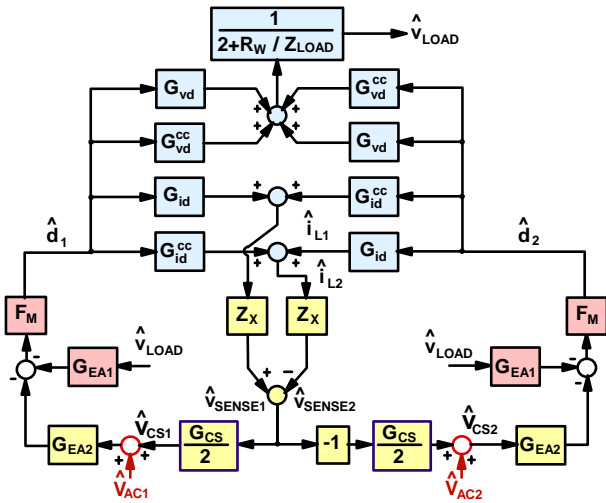 1
2+R_W / Z_LOAD
v̂_LOAD
G_vd
G_vd^cc
+ +
+ +
G_vd^cc
G_vd
G_id
+ +
G_id^cc
î_L1
d̂_1
d̂_2
G_id^cc
+ +
G_id
î_L2
F_M
Z_X
Z_X
F_M
v̂_LOAD
v̂_LOAD
- -
G_EA1
G_EA1
- -
+ −
v̂_SENSE1
v̂_SENSE2
G_EA2
V̂_CS1
+ +
G_CS
2
-1
G_CS
2
+ +
V̂_CS2
G_EA2
V̂_AC1
V̂_AC2